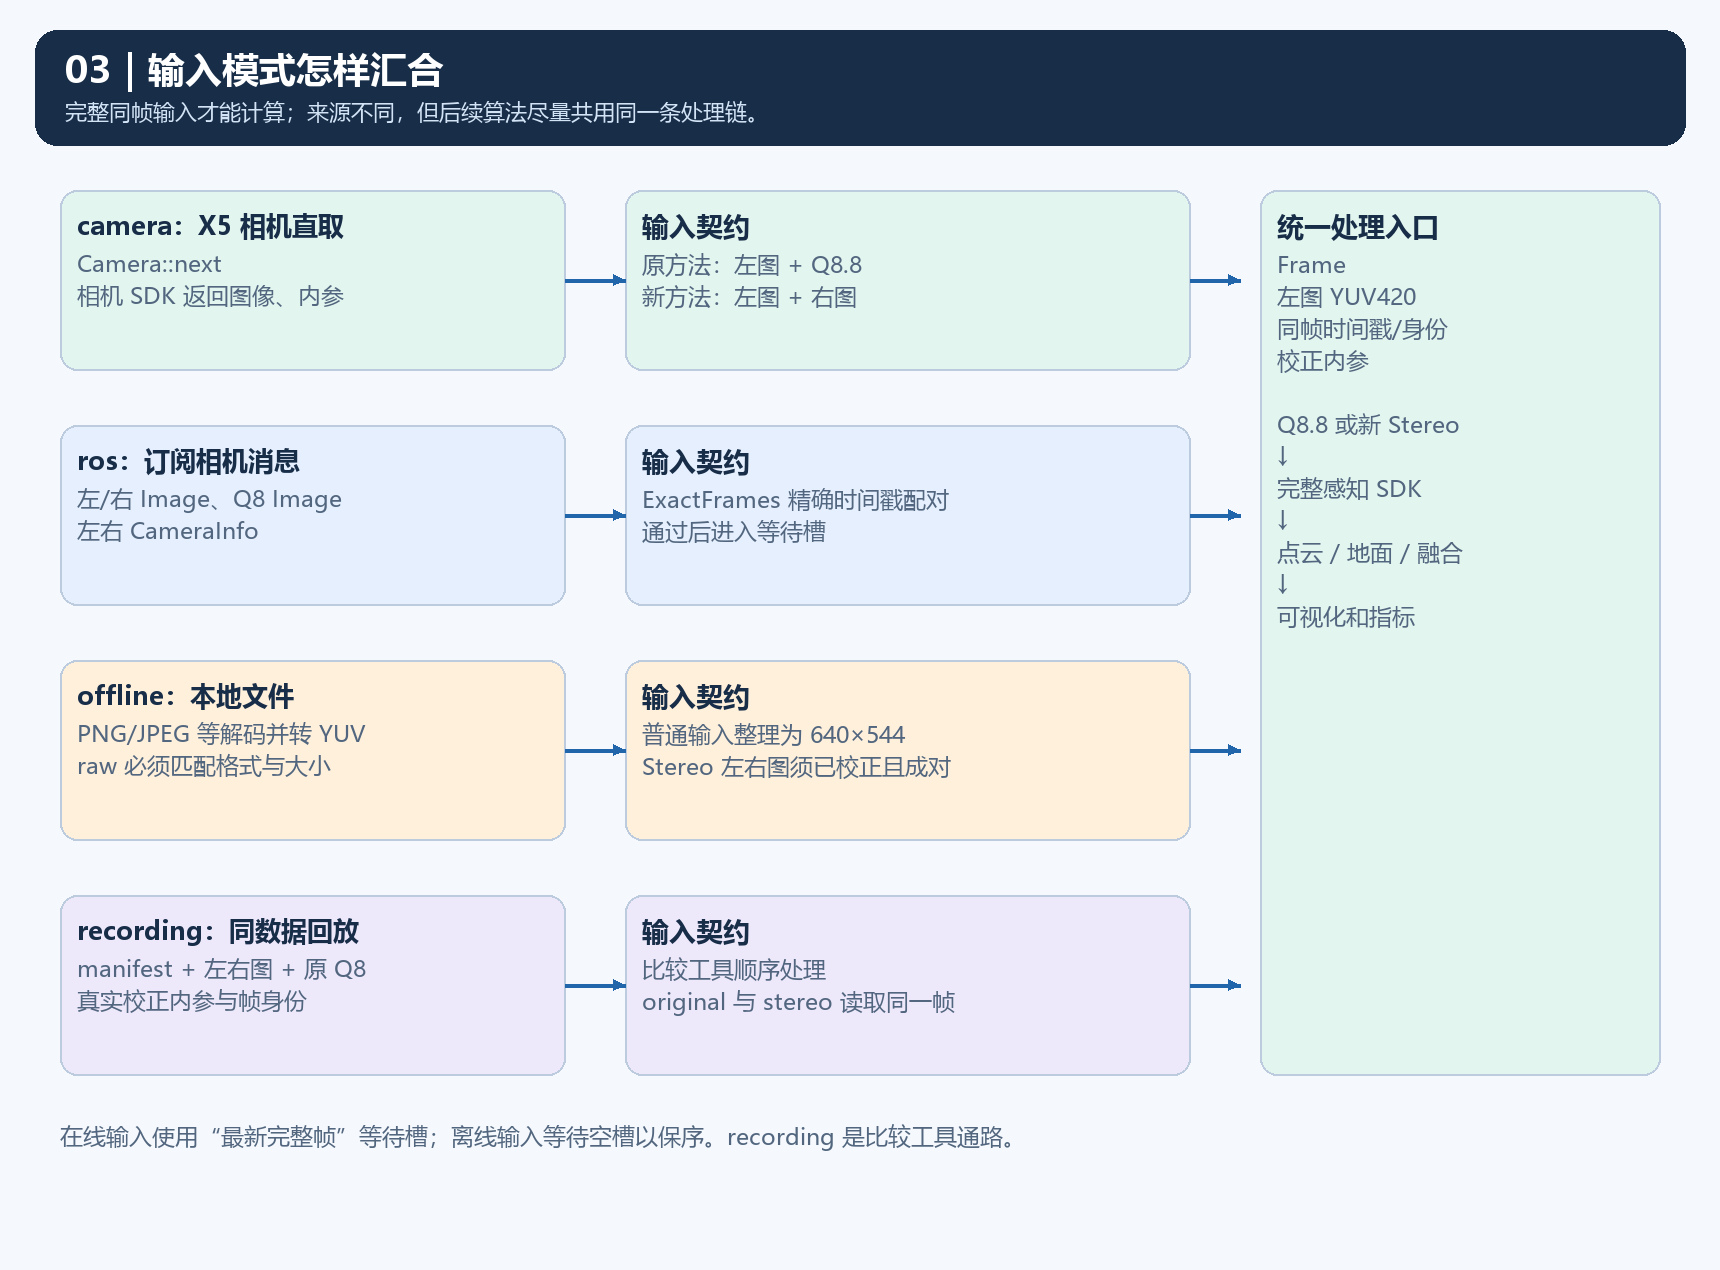 03 | 输入模式怎样汇合
完整同帧输入才能计算；来源不同，但后续算法尽量共用同一条处理链。
camera：X5 相机直取
Camera::next
相机 SDK 返回图像、内参
输入契约
原方法：左图 + Q8.8
新方法：左图 + 右图
ros：订阅相机消息
左/右 Image、Q8 Image
左右 CameraInfo
输入契约
ExactFrames 精确时间戳配对
通过后进入等待槽
offline：本地文件
PNG/JPEG 等解码并转 YUV
raw 必须匹配格式与大小
输入契约
普通输入整理为 640×544
Stereo 左右图须已校正且成对
recording：同数据回放
manifest + 左右图 + 原 Q8
真实校正内参与帧身份
输入契约
比较工具顺序处理
original 与 stereo 读取同一帧
统一处理入口
Frame
左图 YUV420
同帧时间戳/身份
校正内参
Q8.8 或新 Stereo
↓
完整感知 SDK
↓
点云 / 地面 / 融合
↓
可视化和指标
在线输入使用“最新完整帧”等待槽；离线输入等待空槽以保序。recording 是比较工具通路。